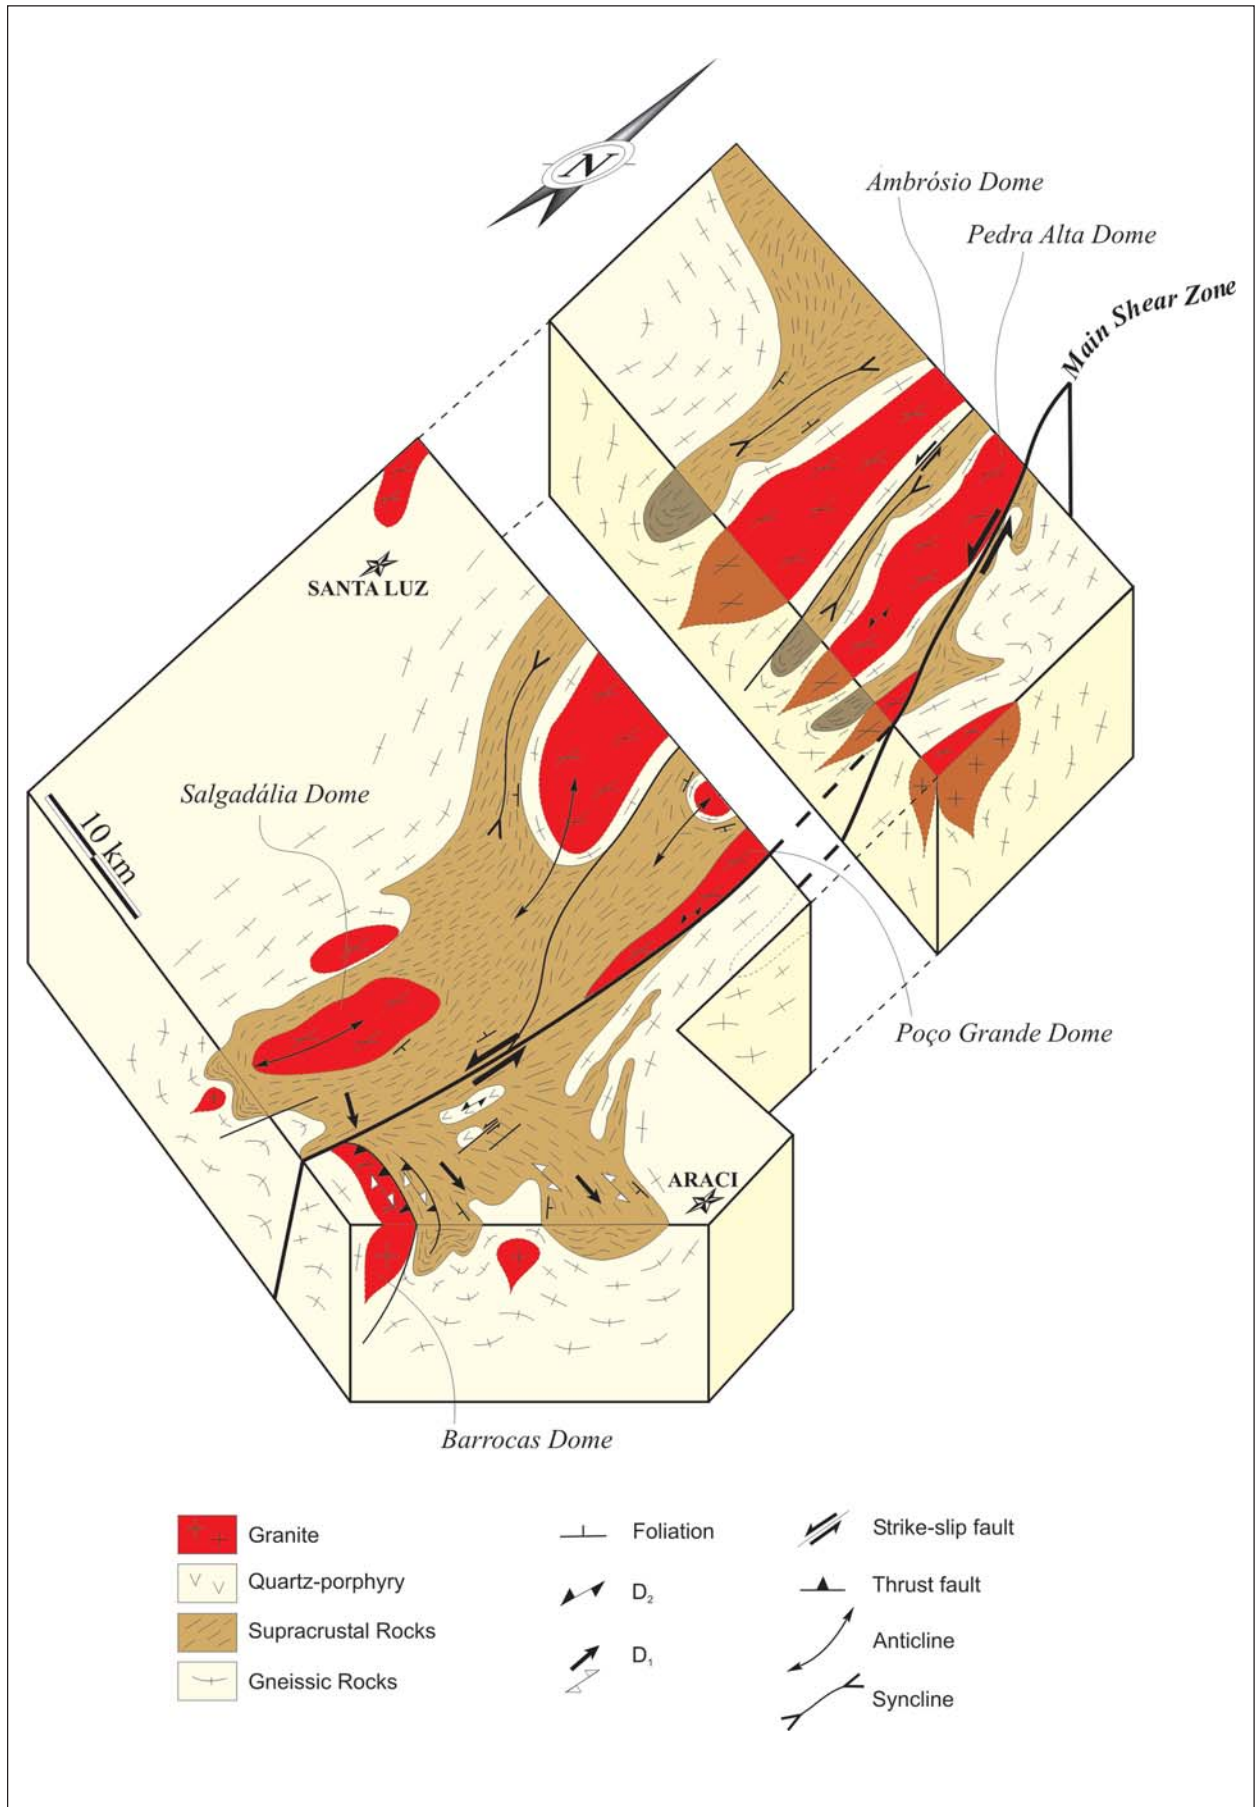 N
Ambrósio Dome
Pedra Alta Dome
Main Shear Zone
SANTA LUZ
Salgadália Dome
10 km
Poço Grande Dome
ARACI
Barrocas Dome
Granite
Quartz-porphyry
Supracrustal Rocks
Gneissic Rocks
Foliation
D2
D1
Strike-slip fault
Thrust fault
Anticline
Syncline